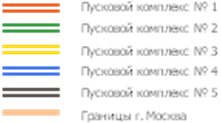 Пусковой комплекс № 1
Пусковой комплекс № 2
Пусковой комплекс № 3
Пусковой комплекс № 4
Пусковой комплекс № 5
Границы г. Москва